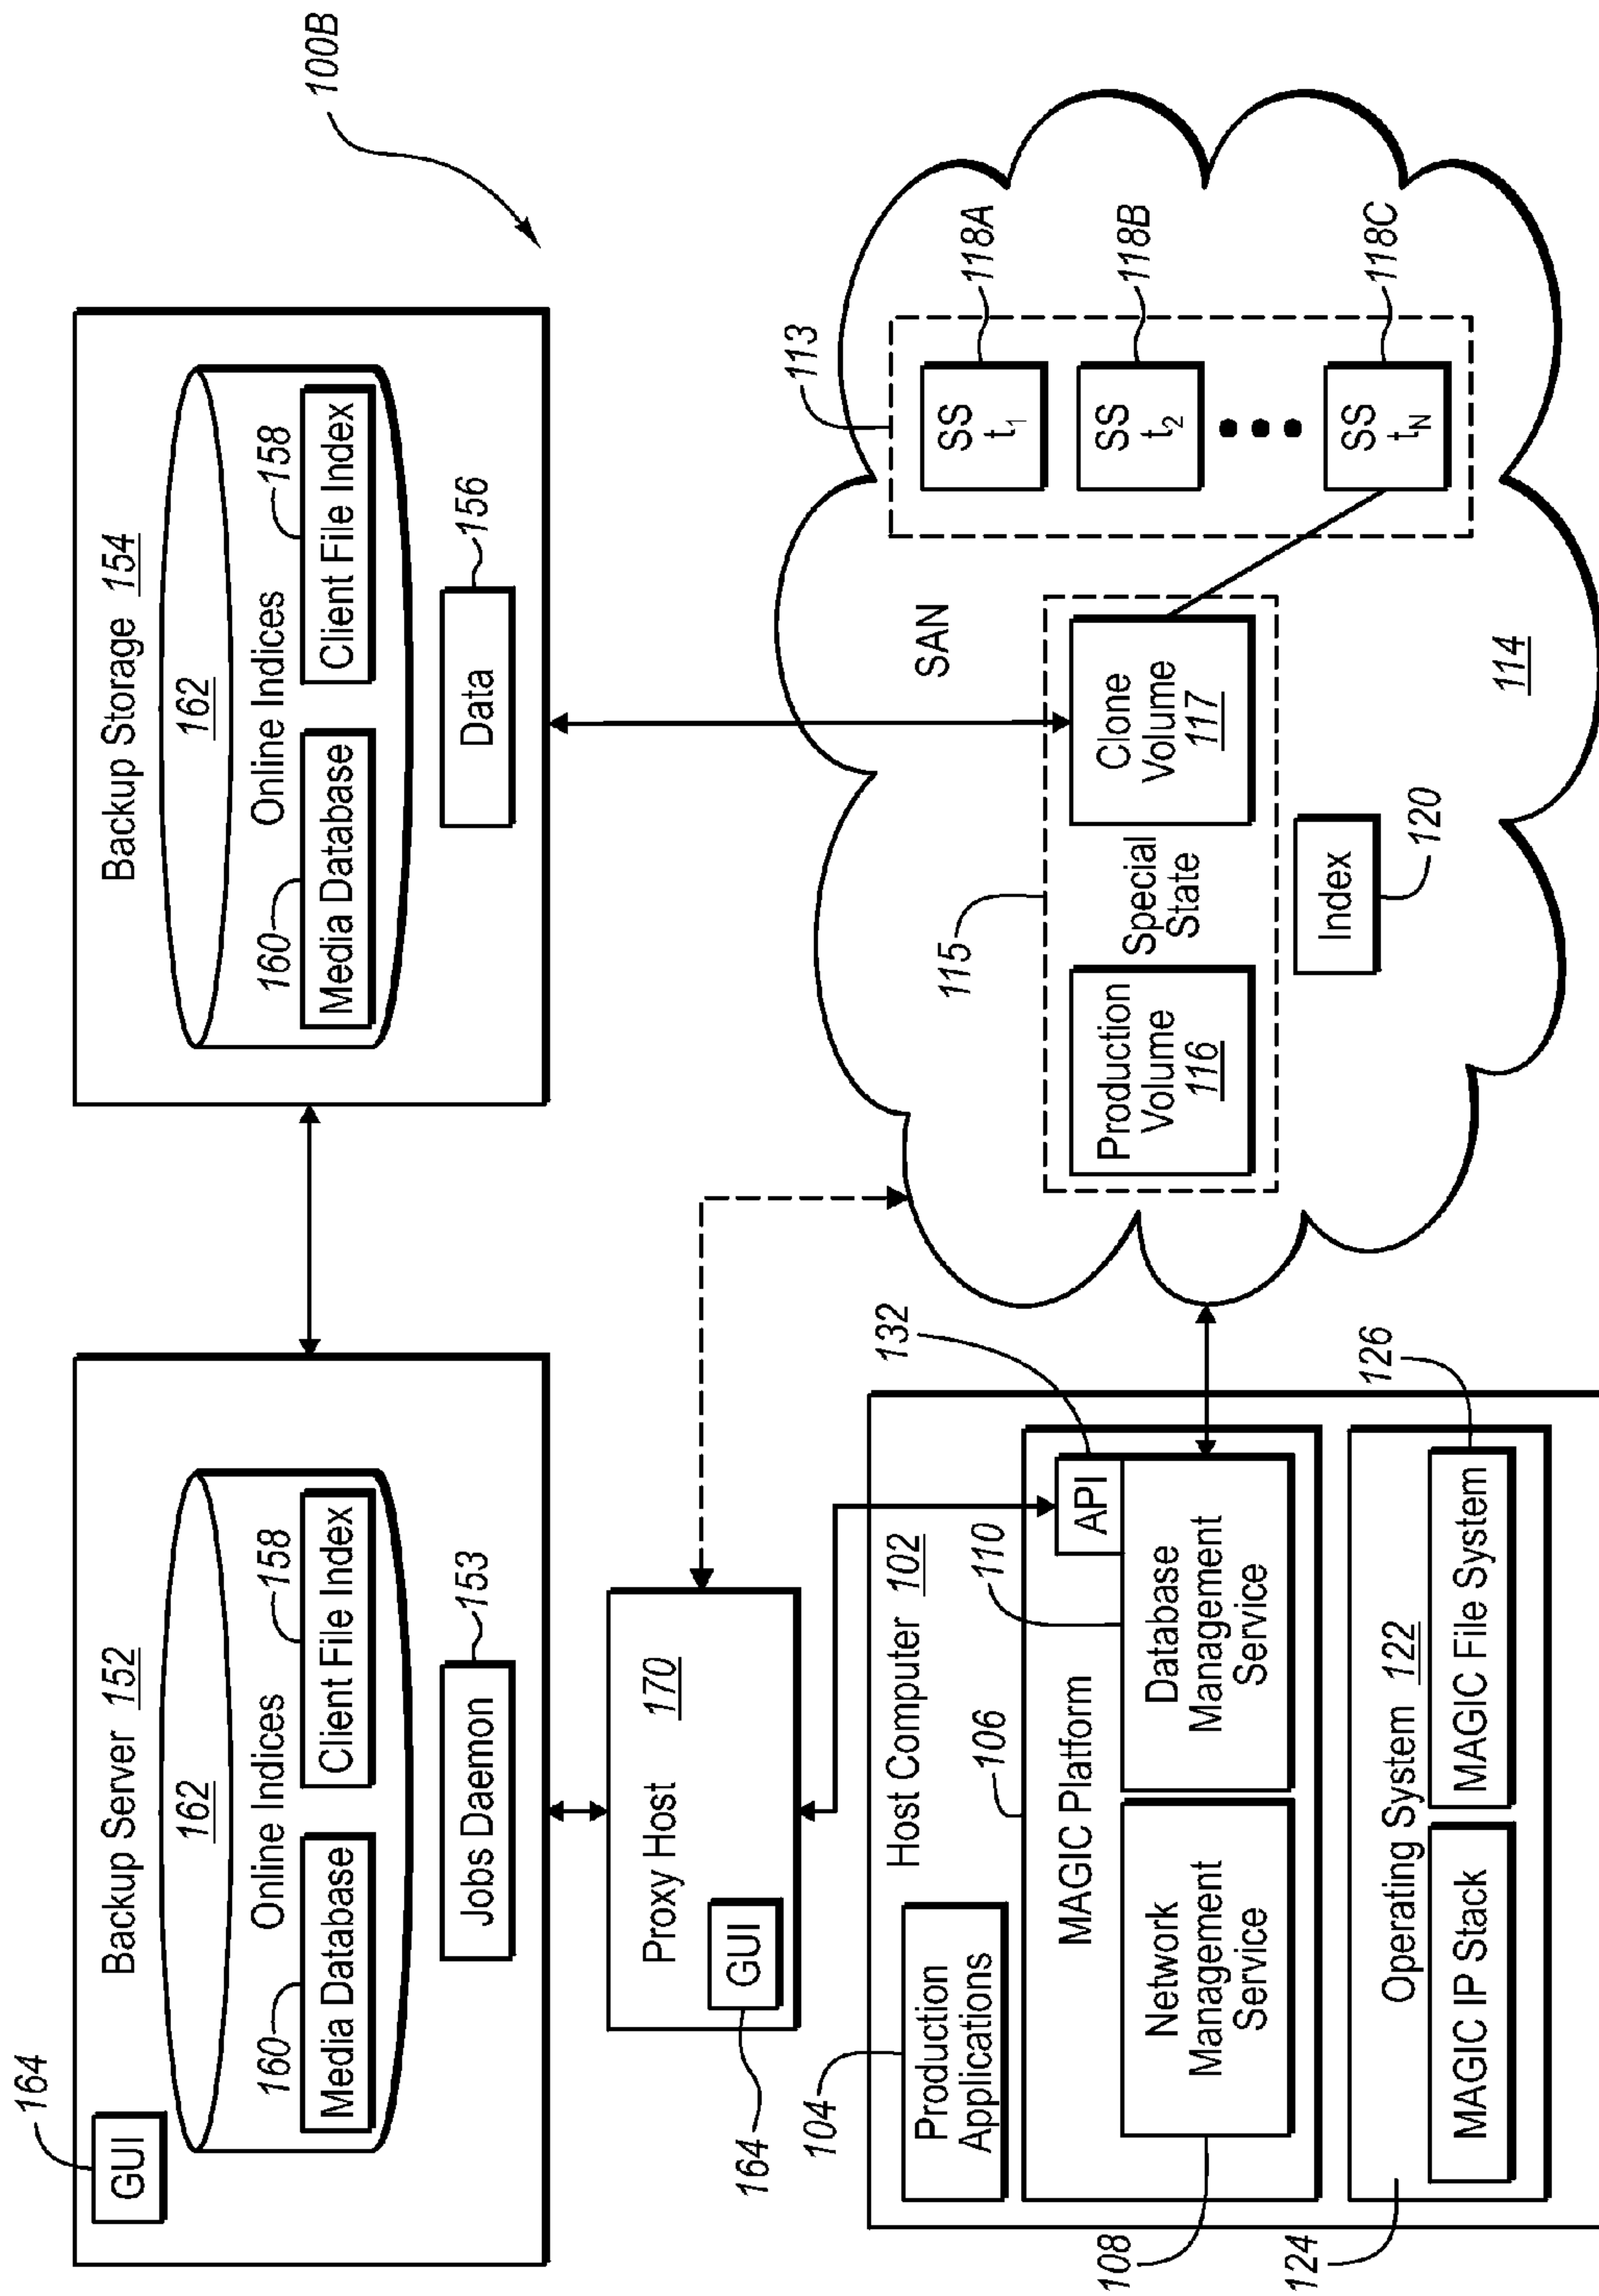 100B
164
GUI
Backup Server 152
162
Online Indices
160
158
Media Database
Client File Index
Jobs Daemon
153
Backup Storage 154
162
Online Indices
160
158
Media Database
Client File Index
Data
156
Proxy Host
170
GUI
164
Host Computer 102
104
Production
Applications
106
MAGIC Platform
110
132
API
Network
Management
Service
108
Database
Management
Service
Operating System 122
124
126
MAGIC IP Stack
MAGIC File System
SAN
113
SS
t1
118A
SS
t2
118B
SS
tN
118C
115
Production
Volume
116
Special
State
Clone
Volume
117
Index
120
114